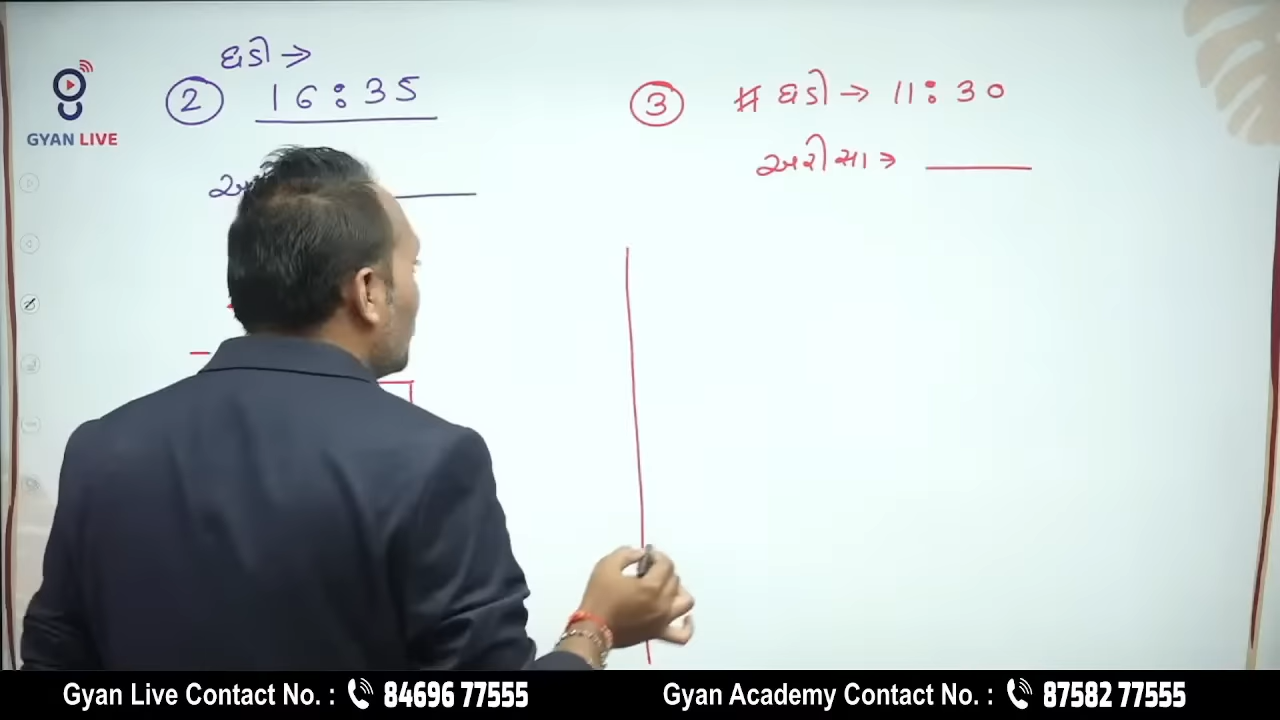 GYAN LIVE
ઘડી →
2 16:35
3 # ઘડી → 11:30
અરીસા →
Gyan Live Contact No. : 84696 77555
Gyan Academy Contact No. : 87582 77555